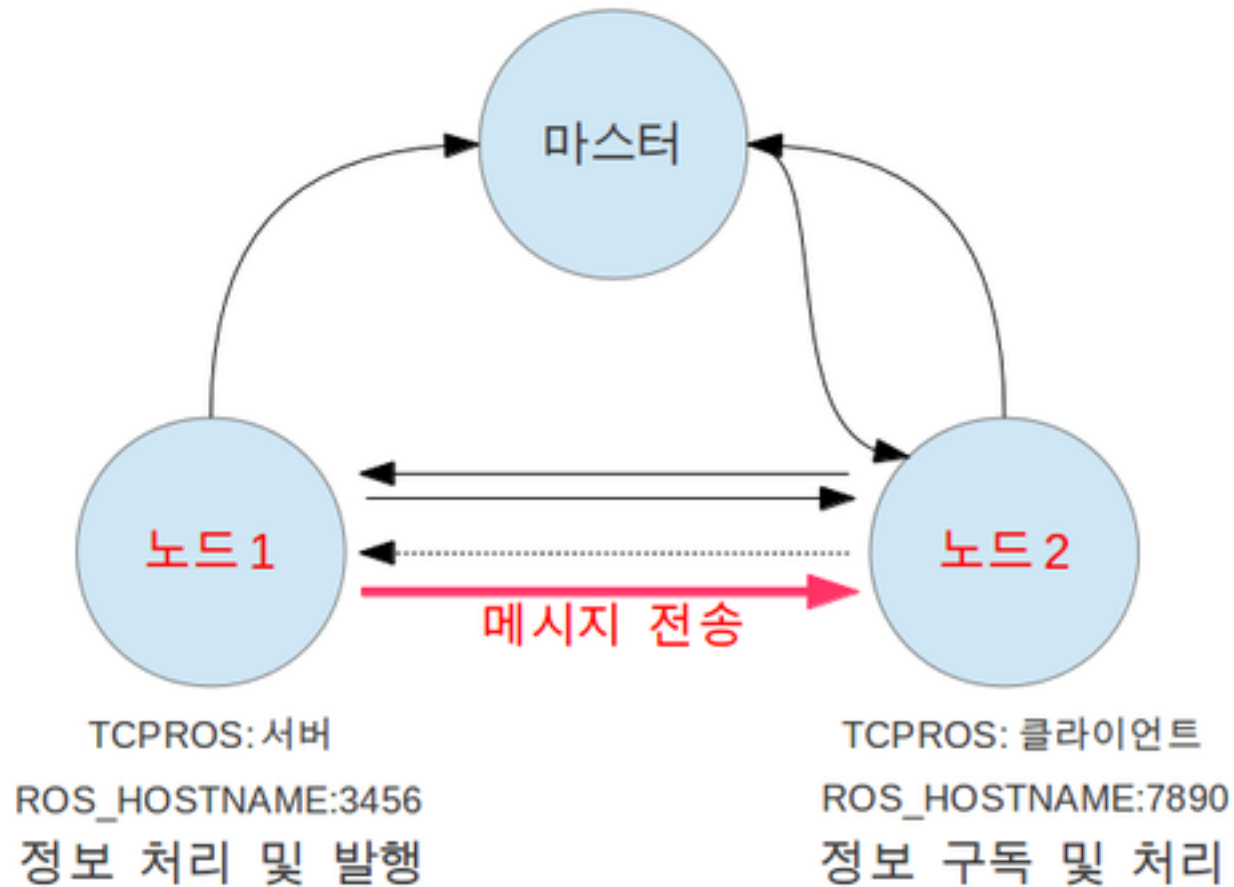 마스터
노드 1
노드 2
메시지 전송
TCPROS: 서버
ROS_HOSTNAME:3456
정보 처리 및 발행
TCPROS: 클라이언트
ROS_HOSTNAME:7890
정보 구독 및 처리